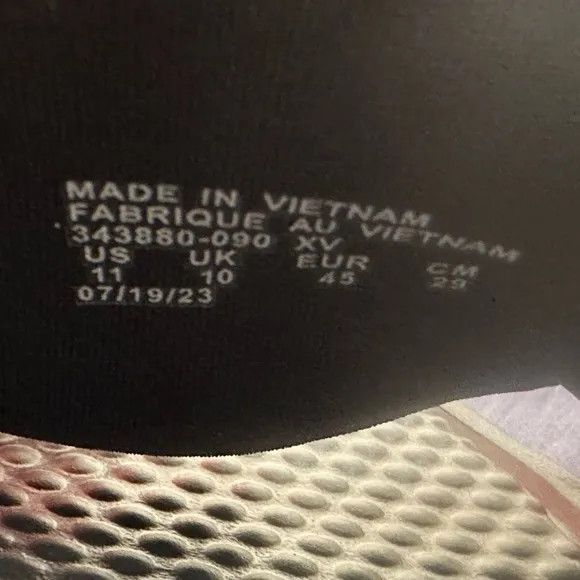 MADE IN VIETNAM
FABRIQUE AU VIETNAM
343880-090 XV
US UK EUR CM
11 10 45 29
07/19/23